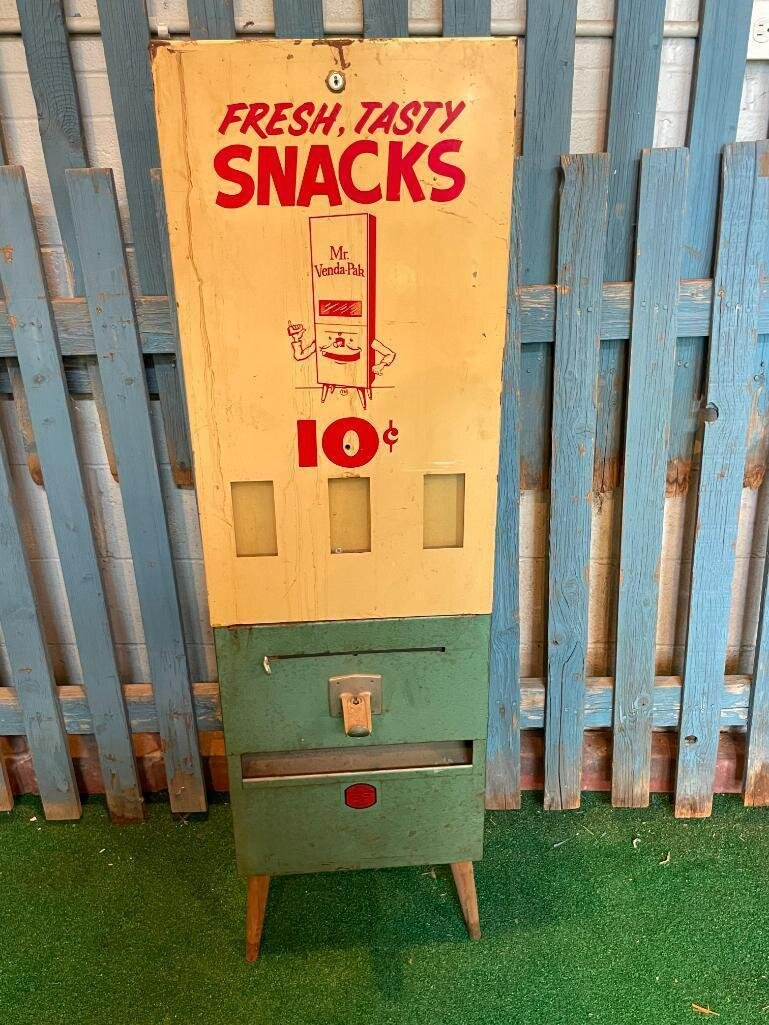 FRESH, TASTY
SNACKS
Mr.
Venda-Pak
10¢